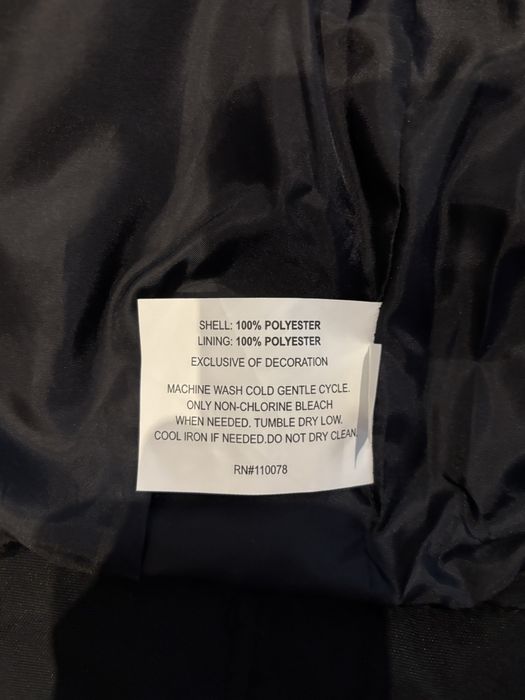 SHELL: 100% POLYESTER
LINING: 100% POLYESTER
EXCLUSIVE OF DECORATION
MACHINE WASH COLD GENTLE CYCLE.
ONLY NON-CHLORINE BLEACH
WHEN NEEDED. TUMBLE DRY LOW.
COOL IRON IF NEEDED.DO NOT DRY CLEAN.
RN#110078